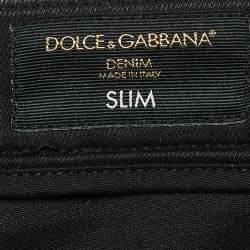 DOLCE & GABBANA
DENIM
MADE IN ITALY
SLIM